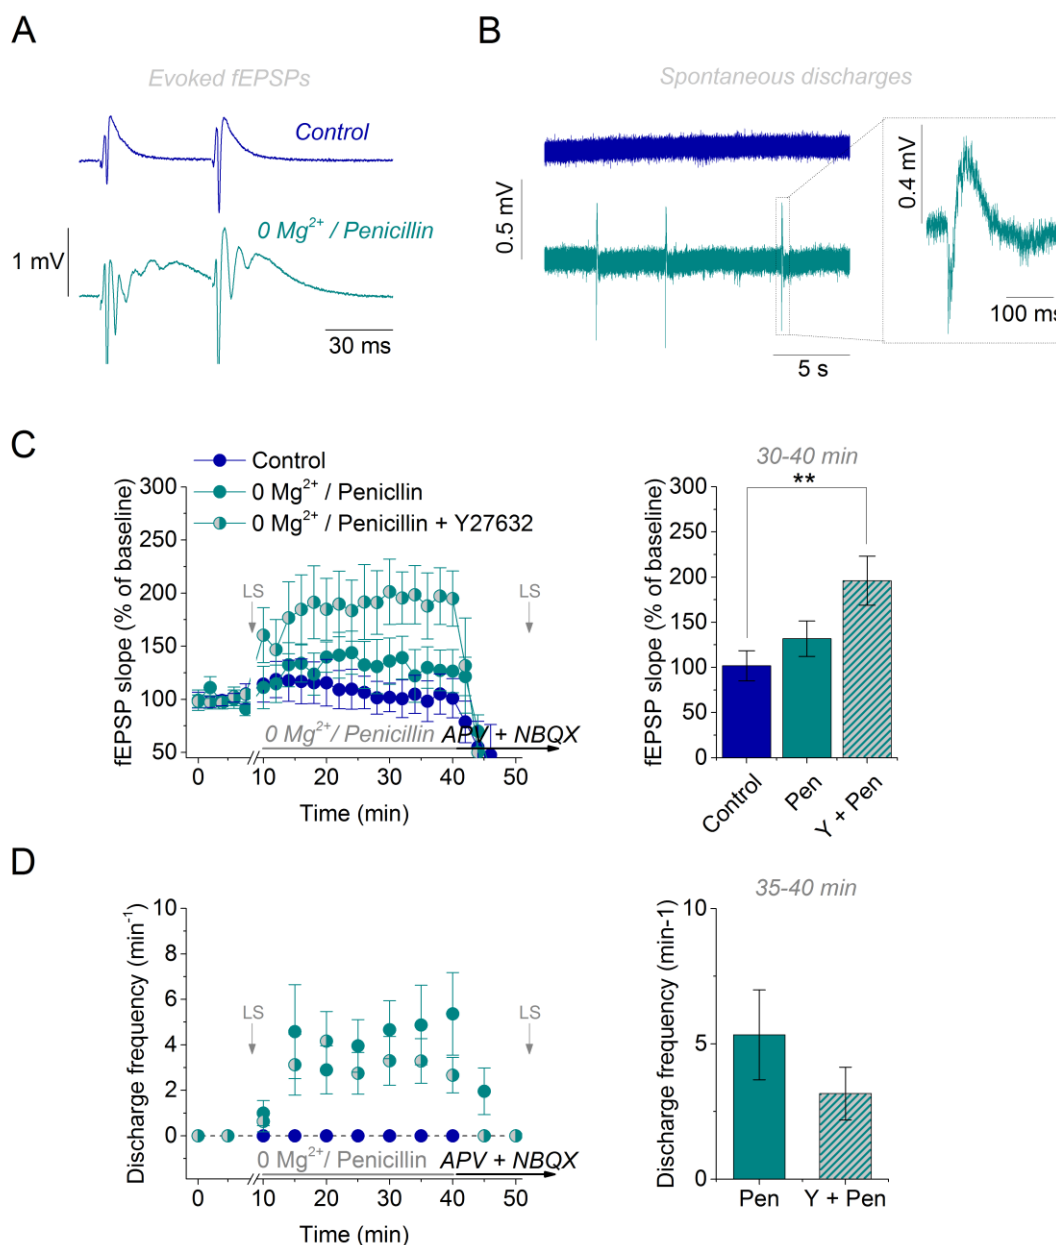 A
Evoked fEPSPs
Control
0 Mg²⁺ / Penicillin
1 mV
30 ms
B
Spontaneous discharges
0.5 mV
0.4 mV
100 ms
5 s
C
Control
0 Mg²⁺ / Penicillin
0 Mg²⁺ / Penicillin + Y27632
fEPSP slope (% of baseline)
300
250
200
150
100
50
LS
LS
0 Mg²⁺/ Penicillin
APV + NBQX
0 10 20 30 40 50
Time (min)
30-40 min
**
fEPSP slope (% of baseline)
300
250
200
150
100
50
0
Control
Pen
Y + Pen
D
Discharge frequency (min⁻¹)
10
8
6
4
2
0
LS
LS
0 Mg²⁺/ Penicillin
APV + NBQX
0 10 20 30 40 50
Time (min)
35-40 min
Discharge frequency (min-1)
10
5
0
Pen
Y + Pen